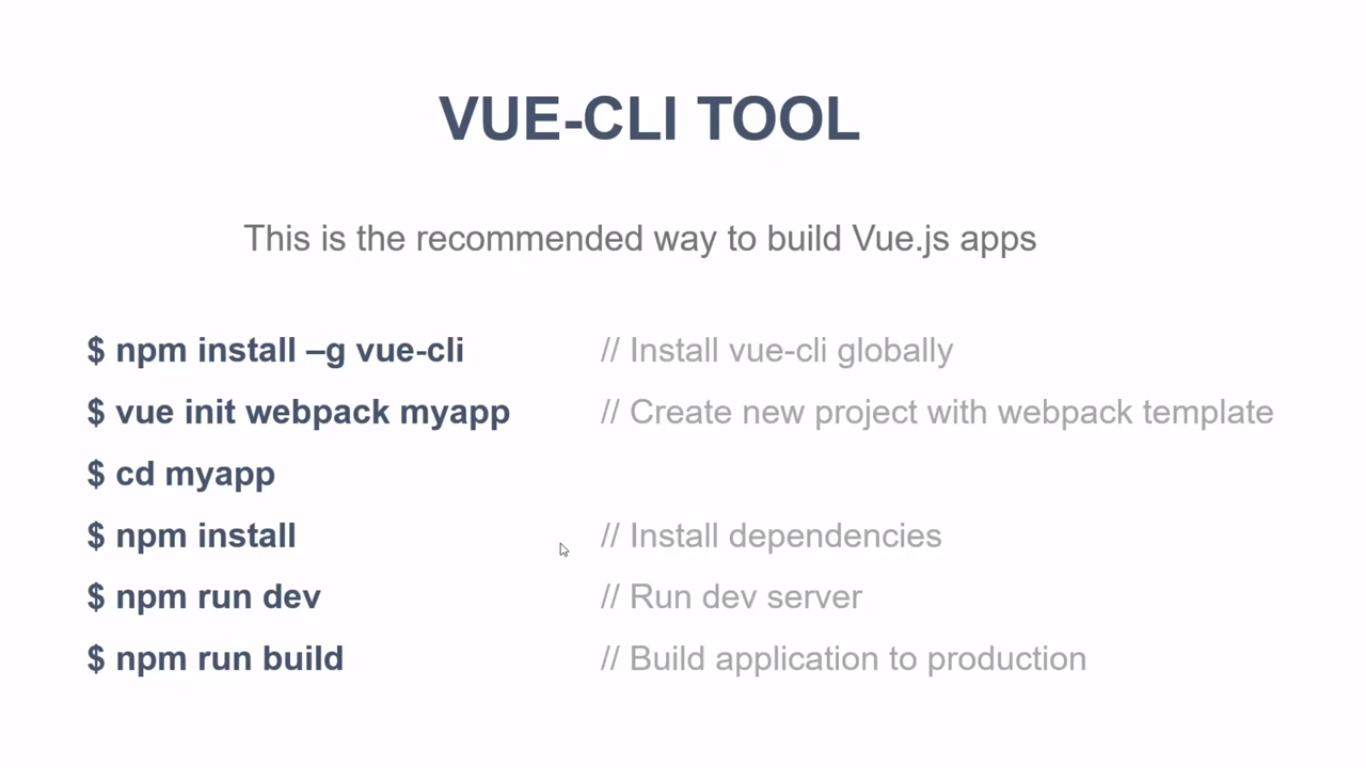 VUE-CLI TOOL
This is the recommended way to build Vue.js apps
$ npm install –g vue-cli // Install vue-cli globally
$ vue init webpack myapp // Create new project with webpack template
$ cd myapp
$ npm install // Install dependencies
$ npm run dev // Run dev server
$ npm run build // Build application to production